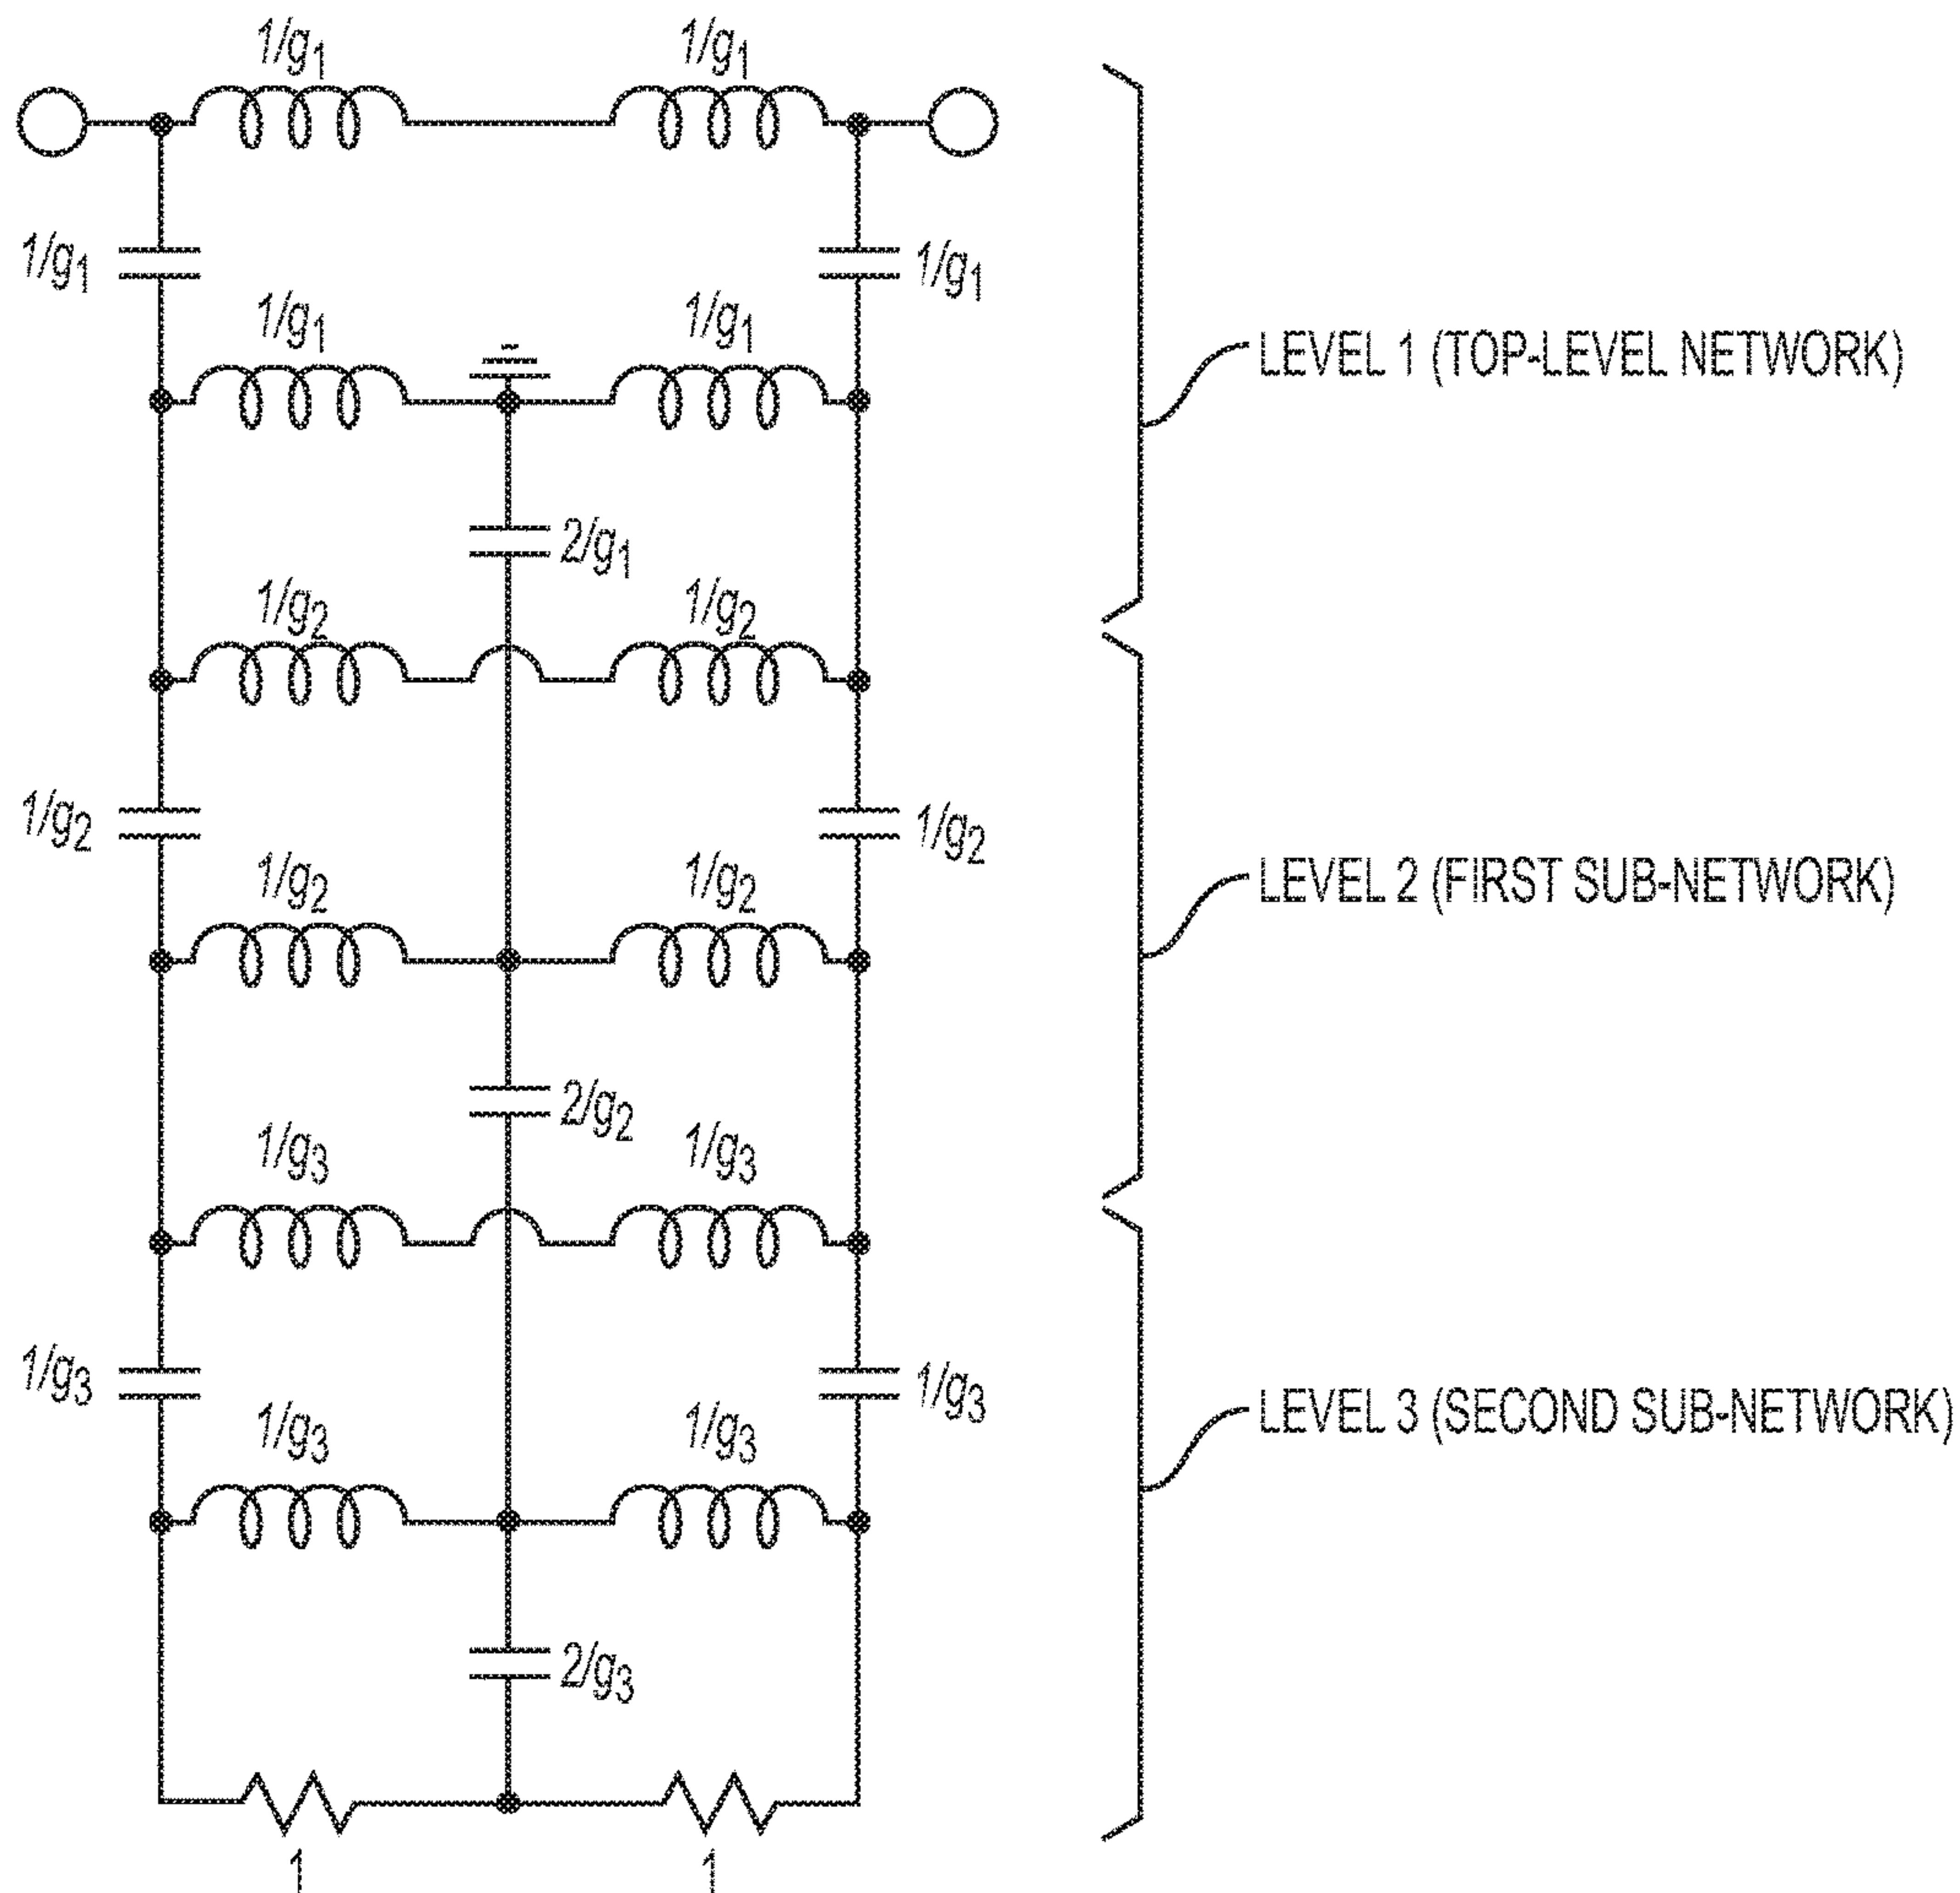 1/g1 1/g1
1/g1 1/g1
1/g1 1/g1
LEVEL 1 (TOP-LEVEL NETWORK)
2/g1
1/g2 1/g2
1/g2 1/g2
1/g2 1/g2
LEVEL 2 (FIRST SUB-NETWORK)
2/g2
1/g3 1/g3
1/g3 1/g3
1/g3 1/g3
LEVEL 3 (SECOND SUB-NETWORK)
2/g3
1 1